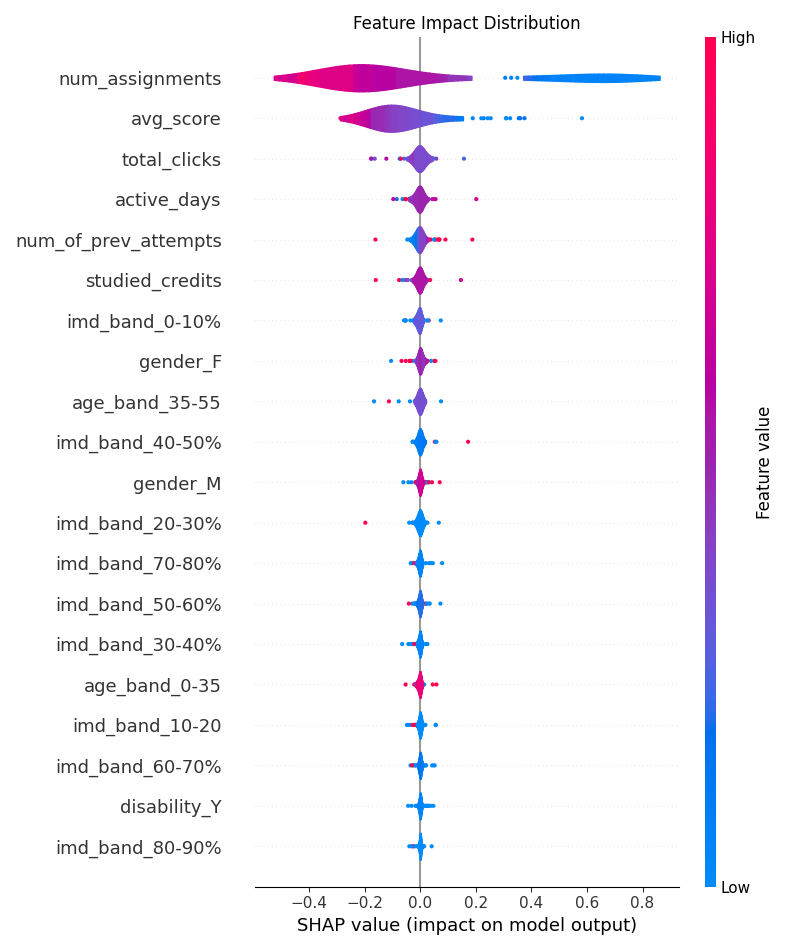 Feature Impact Distribution
High
num_assignments
avg_score
total_clicks
active_days
num_of_prev_attempts
studied_credits
imd_band_0-10%
gender_F
age_band_35-55
imd_band_40-50%
gender_M
imd_band_20-30%
imd_band_70-80%
imd_band_50-60%
imd_band_30-40%
age_band_0-35
imd_band_10-20
imd_band_60-70%
disability_Y
imd_band_80-90%
Feature value
Low
−0.4 −0.2 0.0 0.2 0.4 0.6 0.8
SHAP value (impact on model output)